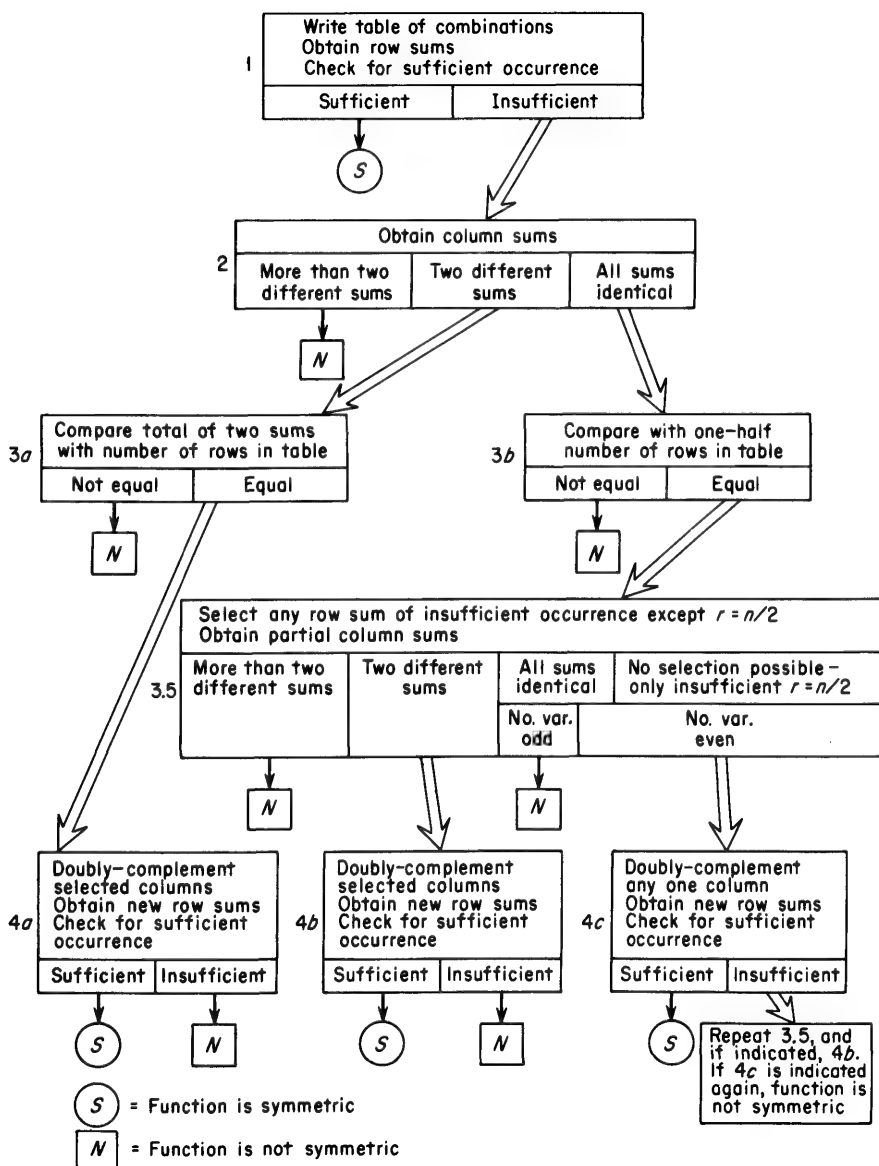 1
Write table of combinations
Obtain row sums
Check for sufficient occurrence
Sufficient
Insufficient
S
2
Obtain column sums
More than two
different sums
Two different
sums
All sums
identical
N
3a
Compare total of two sums
with number of rows in table
Not equal
Equal
N
3b
Compare with one-half
number of rows in table
Not equal
Equal
N
3.5
Select any row sum of insufficient occurrence except r = n/2
Obtain partial column sums
More than two
different sums
Two different
sums
All sums
identical
No selection possible –
only insufficient r = n/2
No. var.
odd
No. var.
even
N
N
4a
Doubly-complement
selected columns
Obtain new row sums
Check for sufficient
occurrence
Sufficient
Insufficient
S
N
4b
Doubly-complement
selected columns
Obtain new row sums
Check for sufficient
occurrence
Sufficient
Insufficient
S
N
4c
Doubly-complement
any one column
Obtain new row sums
Check for sufficient
occurrence
Sufficient
Insufficient
S
Repeat 3.5, and
if indicated, 4b.
If 4c is indicated
again, function is
not symmetric
S = Function is symmetric
N = Function is not symmetric